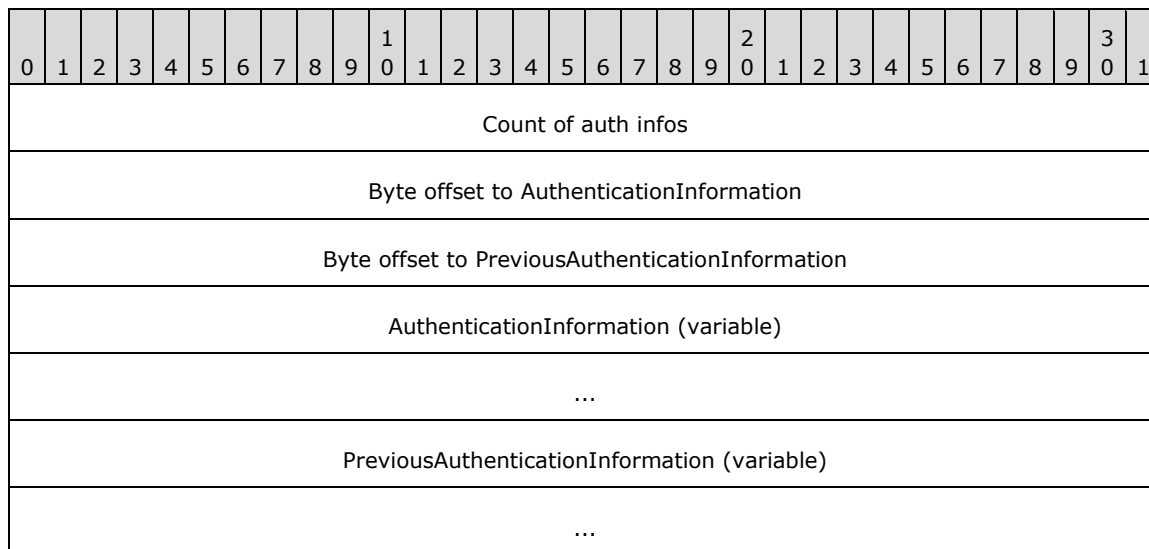 1 2 3
0 1 2 3 4 5 6 7 8 9 0 1 2 3 4 5 6 7 8 9 0 1 2 3 4 5 6 7 8 9 0 1
Count of auth infos
Byte offset to AuthenticationInformation
Byte offset to PreviousAuthenticationInformation
AuthenticationInformation (variable)
...
PreviousAuthenticationInformation (variable)
...